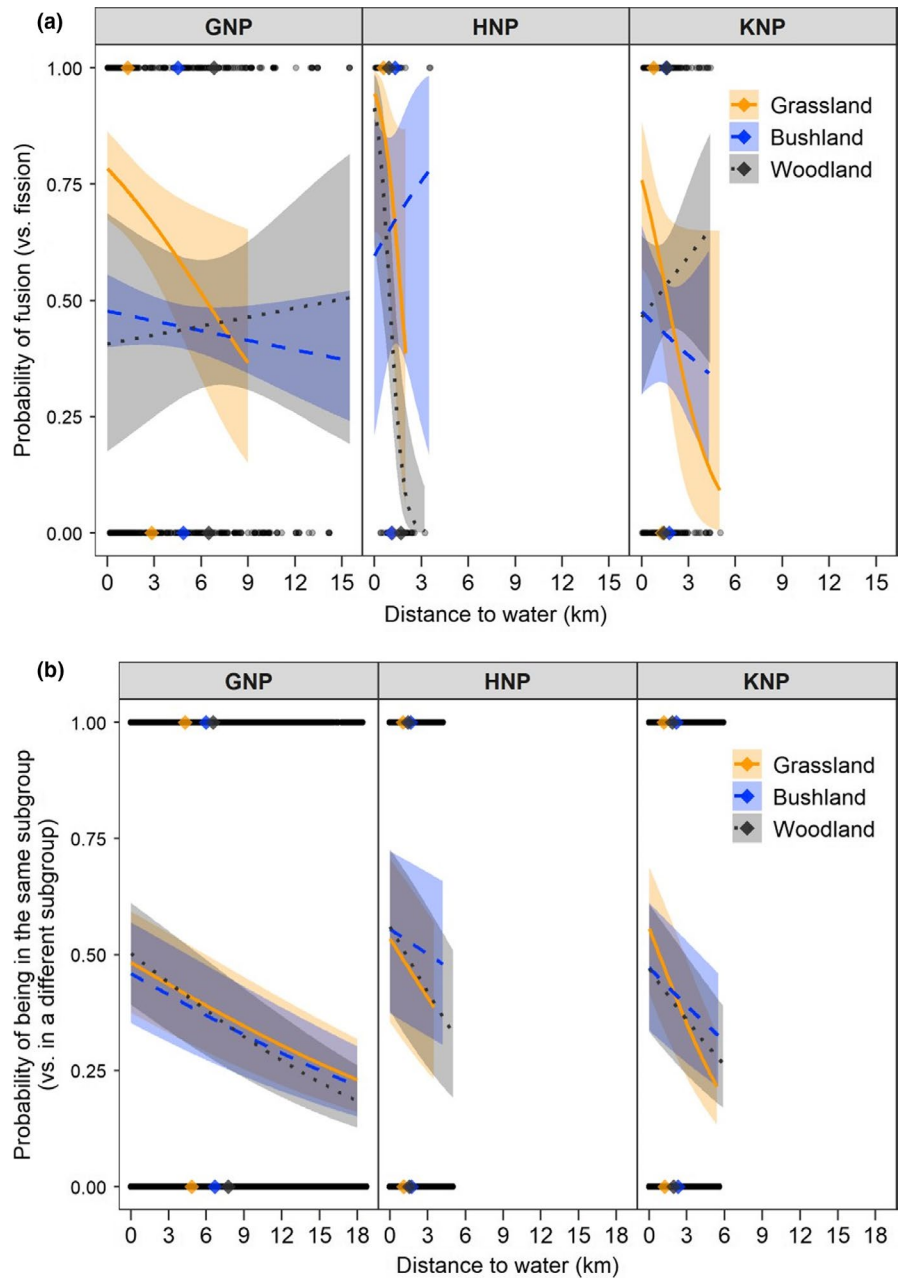 (a)
GNP HNP KNP
1.00
0.75
0.50
0.25
0.00
Probability of fusion (vs. fission)
Grassland
Bushland
Woodland
0 3 6 9 12 15 0 3 6 9 12 15 0 3 6 9 12 15
Distance to water (km)
(b)
GNP HNP KNP
1.00
0.75
0.50
0.25
0.00
Probability of being in the same subgroup
(vs. in a different subgroup)
Grassland
Bushland
Woodland
0 3 6 9 12 15 18 0 3 6 9 12 15 18 0 3 6 9 12 15 18
Distance to water (km)